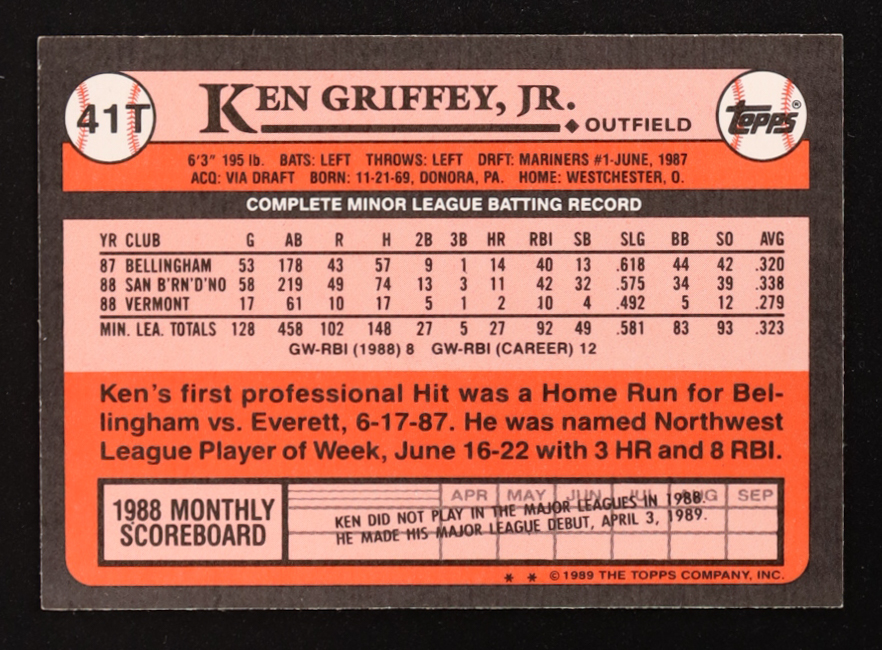 41T
KEN GRIFFEY, JR.
◆ OUTFIELD
Topps®
6'3" 195 lb. BATS: LEFT THROWS: LEFT DRFT: MARINERS #1-JUNE, 1987
ACQ: VIA DRAFT BORN: 11-21-69, DONORA, PA. HOME: WESTCHESTER, O.
COMPLETE MINOR LEAGUE BATTING RECORD
YR CLUB G AB R H 2B 3B HR RBI SB SLG BB SO AVG
87 BELLINGHAM 53 178 43 57 9 1 14 40 13 .618 44 42 .320
88 SAN B'RN'D'NO 58 219 49 74 13 3 11 42 32 .575 34 39 .338
88 VERMONT 17 61 10 17 5 1 2 10 4 .492 5 12 .279
MIN. LEA. TOTALS 128 458 102 148 27 5 27 92 49 .581 83 93 .323
GW-RBI (1988) 8 GW-RBI (CAREER) 12
Ken's first professional Hit was a Home Run for Bel-
lingham vs. Everett, 6-17-87. He was named Northwest
League Player of Week, June 16-22 with 3 HR and 8 RBI.
1988 MONTHLY
SCOREBOARD
APR MAY JUN JUL AUG SEP
KEN DID NOT PLAY IN THE MAJOR LEAGUES IN 1988.
HE MADE HIS MAJOR LEAGUE DEBUT, APRIL 3, 1989.
* * ©1989 THE TOPPS COMPANY, INC.